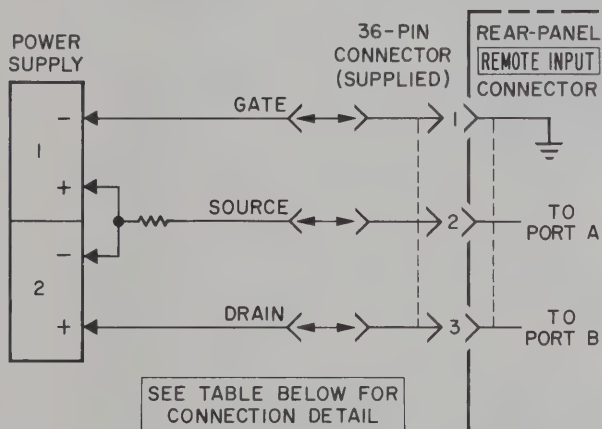 POWER
SUPPLY
36-PIN
CONNECTOR
(SUPPLIED)
REAR-PANEL
REMOTE INPUT
CONNECTOR
-
GATE
1
1
+
SOURCE
2
TO
PORT A
-
2
+
DRAIN
3
TO
PORT B
SEE TABLE BELOW FOR
CONNECTION DETAIL